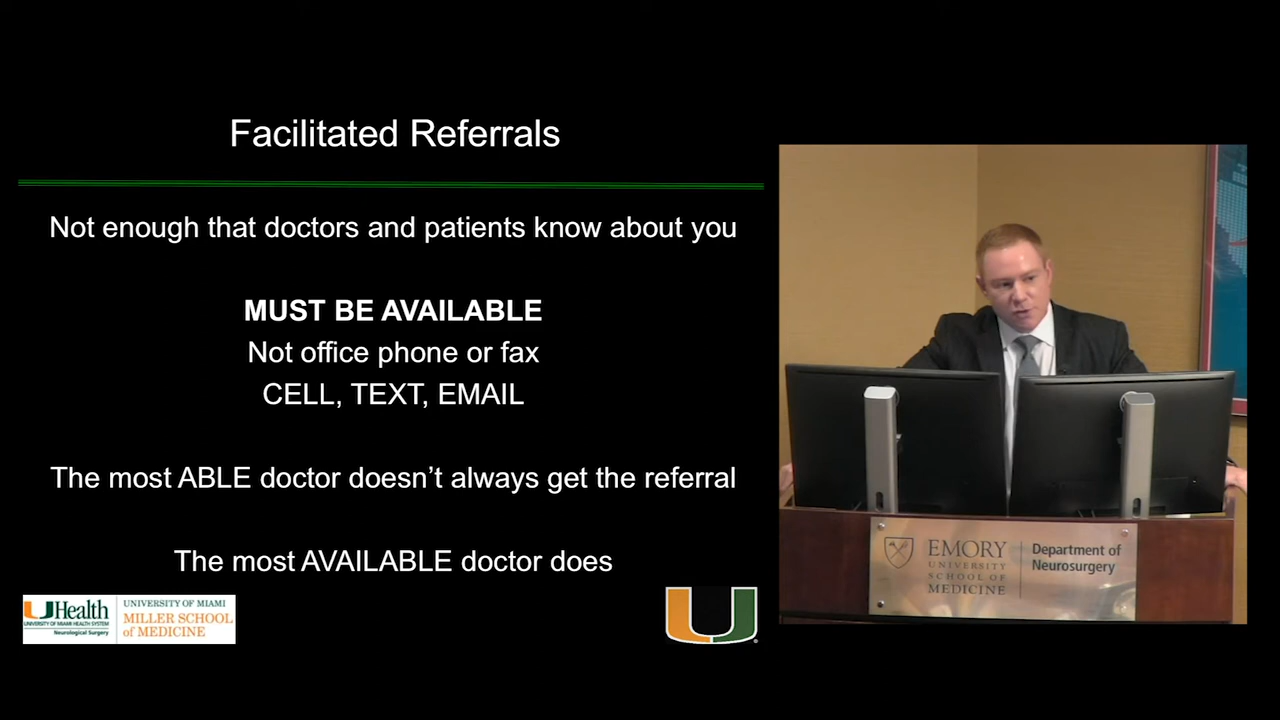 Facilitated Referrals
Not enough that doctors and patients know about you
MUST BE AVAILABLE
Not office phone or fax
CELL, TEXT, EMAIL
The most ABLE doctor doesn’t always get the referral
The most AVAILABLE doctor does
UHealth
UNIVERSITY OF MIAMI HEALTH SYSTEM
Neurological Surgery
UNIVERSITY OF MIAMI
MILLER SCHOOL
of MEDICINE
EMORY
UNIVERSITY
SCHOOL OF
MEDICINE
Department of
Neurosurgery